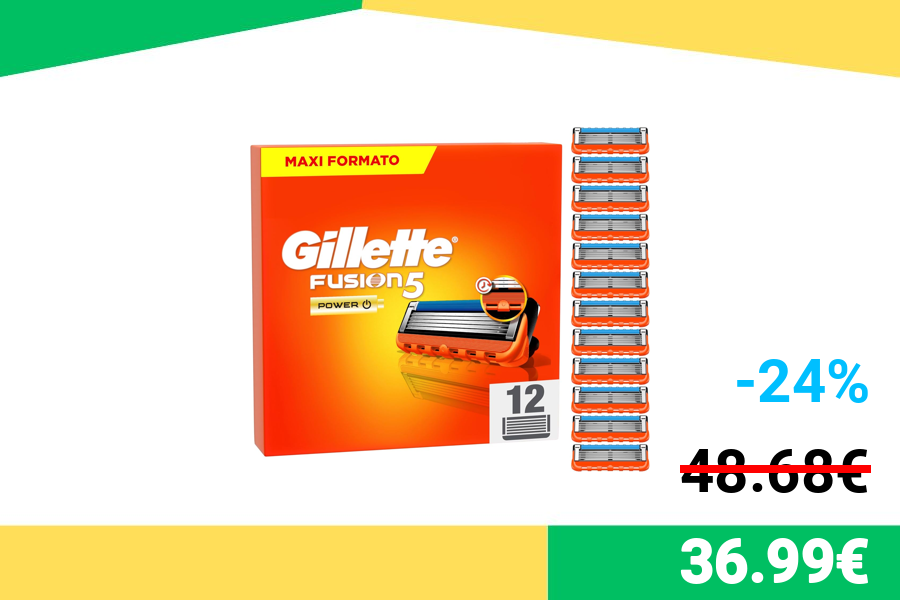 MAXI FORMATO
Gillette®
FUSION5
POWER
12
-24%
48.68€
36.99€